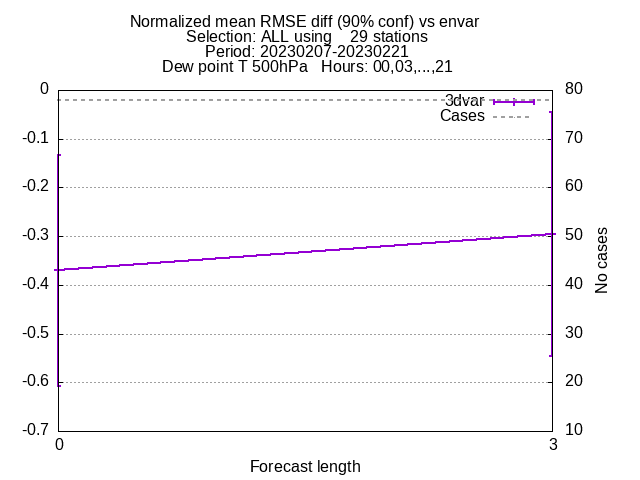 Normalized mean RMSE diff (90% conf) vs envar
Selection: ALL using    29 stations
Period: 20230207-20230221
Dew point T 500hPa   Hours: 00,03,...,21
0
-0.1
-0.2
-0.3
-0.4
-0.5
-0.6
-0.7
3dvar
Cases
80
70
60
50
40
30
20
10
No cases
0
3
Forecast length